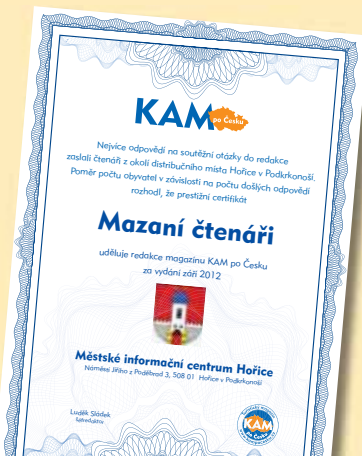 KAM po Česku
Nejvíce odpovědí na soutěžní otázky do redakce
zaslali čtenáři z okolí distribučního místa Hořice v Podkrkonoší.
Poměr počtu obyvatel v závislosti na počtu došlých odpovědí
rozhodl, že prestižní certifikát
Mazaní čtenáři
uděluje redakce magazínu KAM po Česku
za vydání září 2012
Městské informační centrum Hořice
Náměstí Jiřího z Poděbrad 3, 508 01 Hořice v Podkrkonoší
Luděk Sládek
šéfredaktor
KAM
po Česku